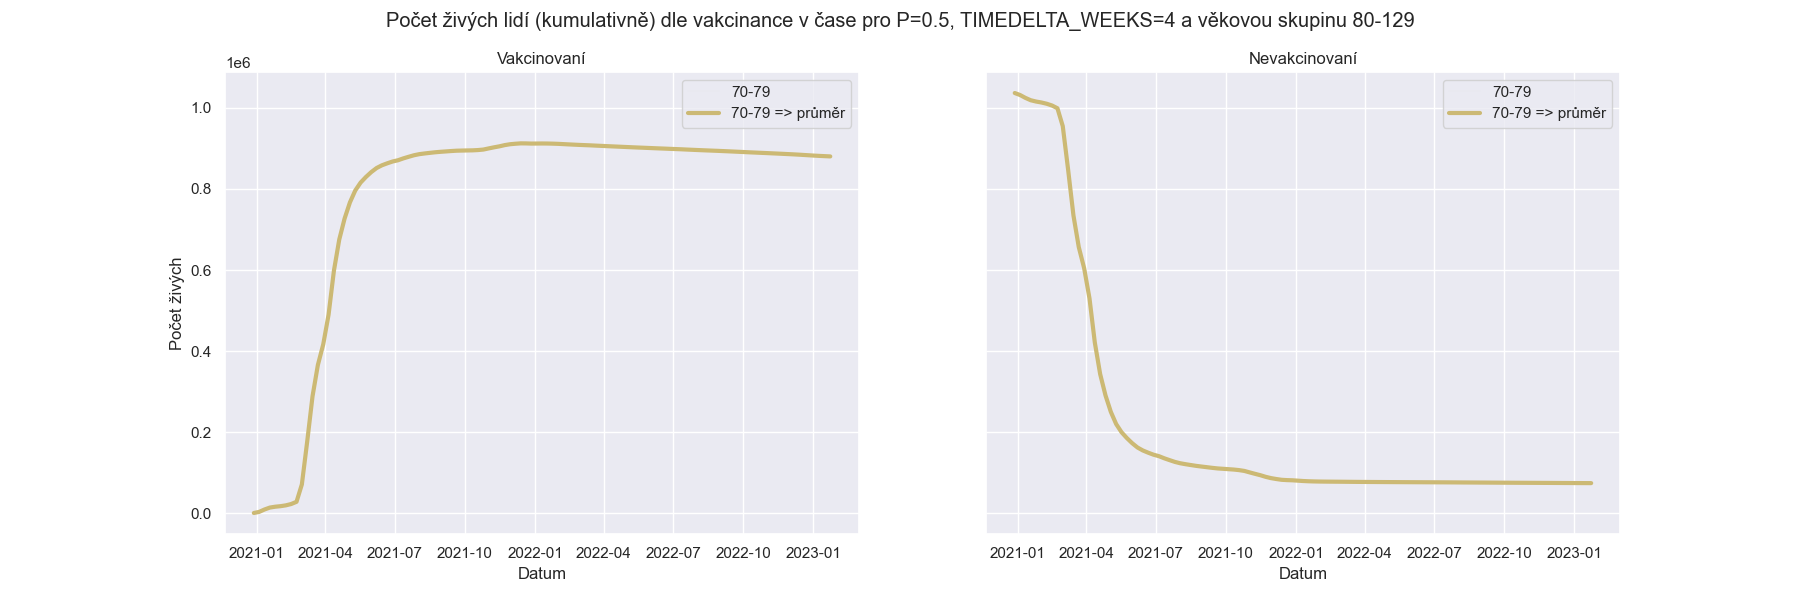 Počet živých lidí (kumulativně) dle vakcinance v čase pro P=0.5, TIMEDELTA_WEEKS=4 a věkovou skupinu 80-129
Vakcinovaní
1e6
70-79
70-79 => průměr
1.0
0.8
0.6
0.4
0.2
0.0
Počet živých
2021-01 2021-04 2021-07 2021-10 2022-01 2022-04 2022-07 2022-10 2023-01
Datum
Nevakcinovaní
70-79
70-79 => průměr
2021-01 2021-04 2021-07 2021-10 2022-01 2022-04 2022-07 2022-10 2023-01
Datum